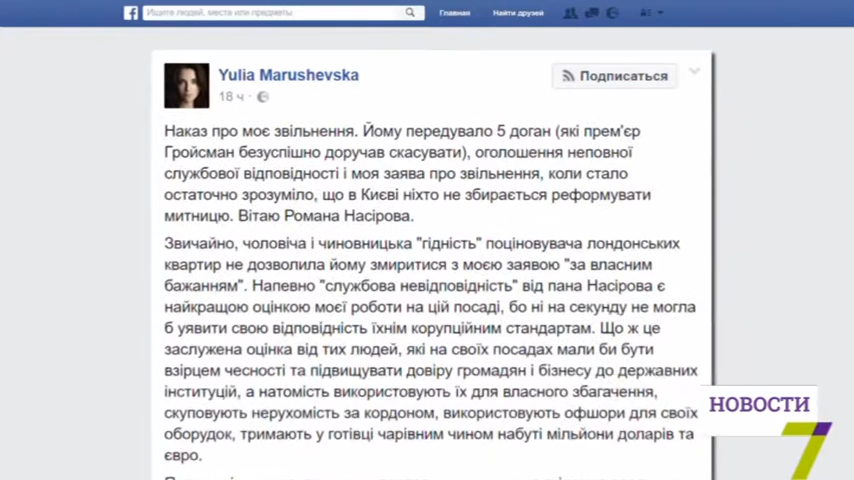 Ищите людей, места или предметы
Главная
Найти друзей
Yulia Marushevska
18 ч
Подписаться
Наказ про моє звільнення. Йому передувало 5 доган (які прем'єр
Гройсман безуспішно доручав скасувати), оголошення неповної
службової відповідності і моя заява про звільнення, коли стало
остаточно зрозуміло, що в Києві ніхто не збирається реформувати
митницю. Вітаю Романа Насірова.
Звичайно, чоловіча і чиновницька "гідність" поціновувача лондонських
квартир не дозволила йому змиритися з моєю заявою "за власним
бажанням". Напевно "службова невідповідність" від пана Насірова є
найкращою оцінкою моєї роботи на цій посаді, бо ні на секунду не могла
б уявити свою відповідність їхнім корупційним стандартам. Що ж це
заслужена оцінка від тих людей, які на своїх посадах мали би бути
взірцем чесності та підвищувати довіру громадян і бізнесу до державних
інституцій, а натомість використовують їх для власного збагачення,
скуповують нерухомість за кордоном, використовують офшори для своїх
оборудок, тримають у готівці чарівним чином набуті мільйони доларів та
євро.
НОВОСТИ
7